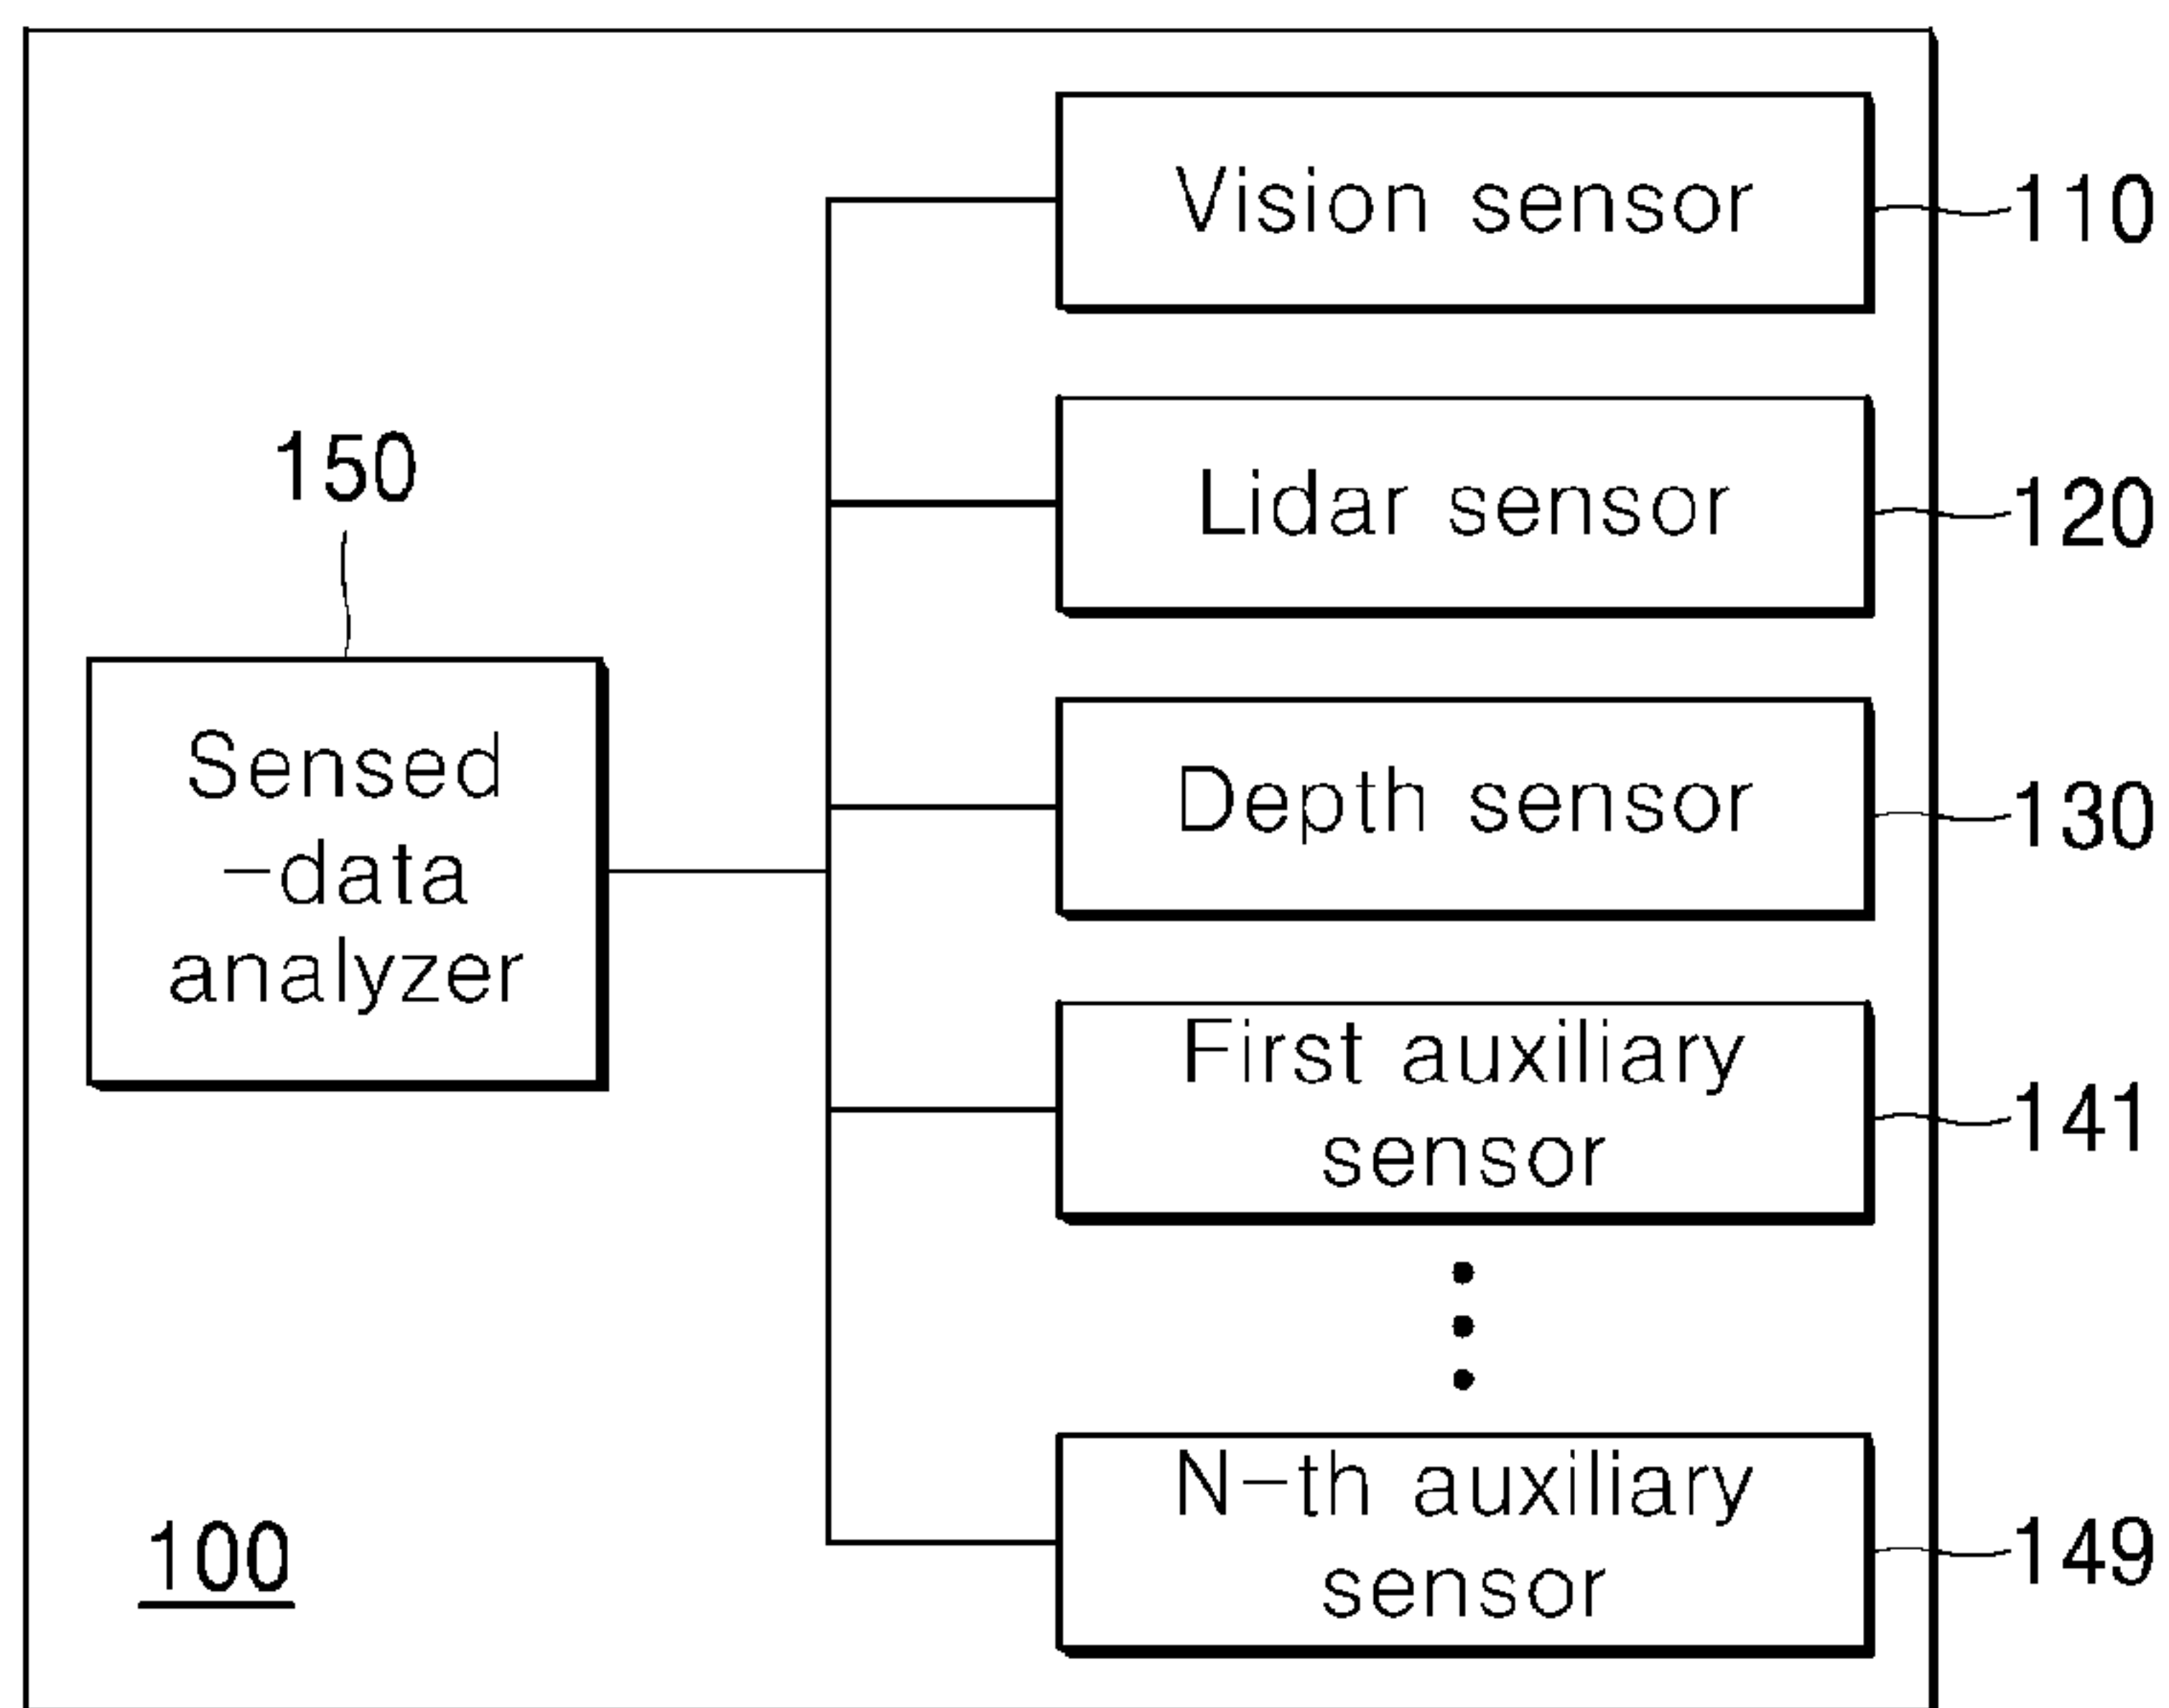 Vision sensor
110
Lidar sensor
120
150
Sensed
-data
analyzer
Depth sensor
130
First auxiliary
sensor
141
N-th auxiliary
sensor
149
100